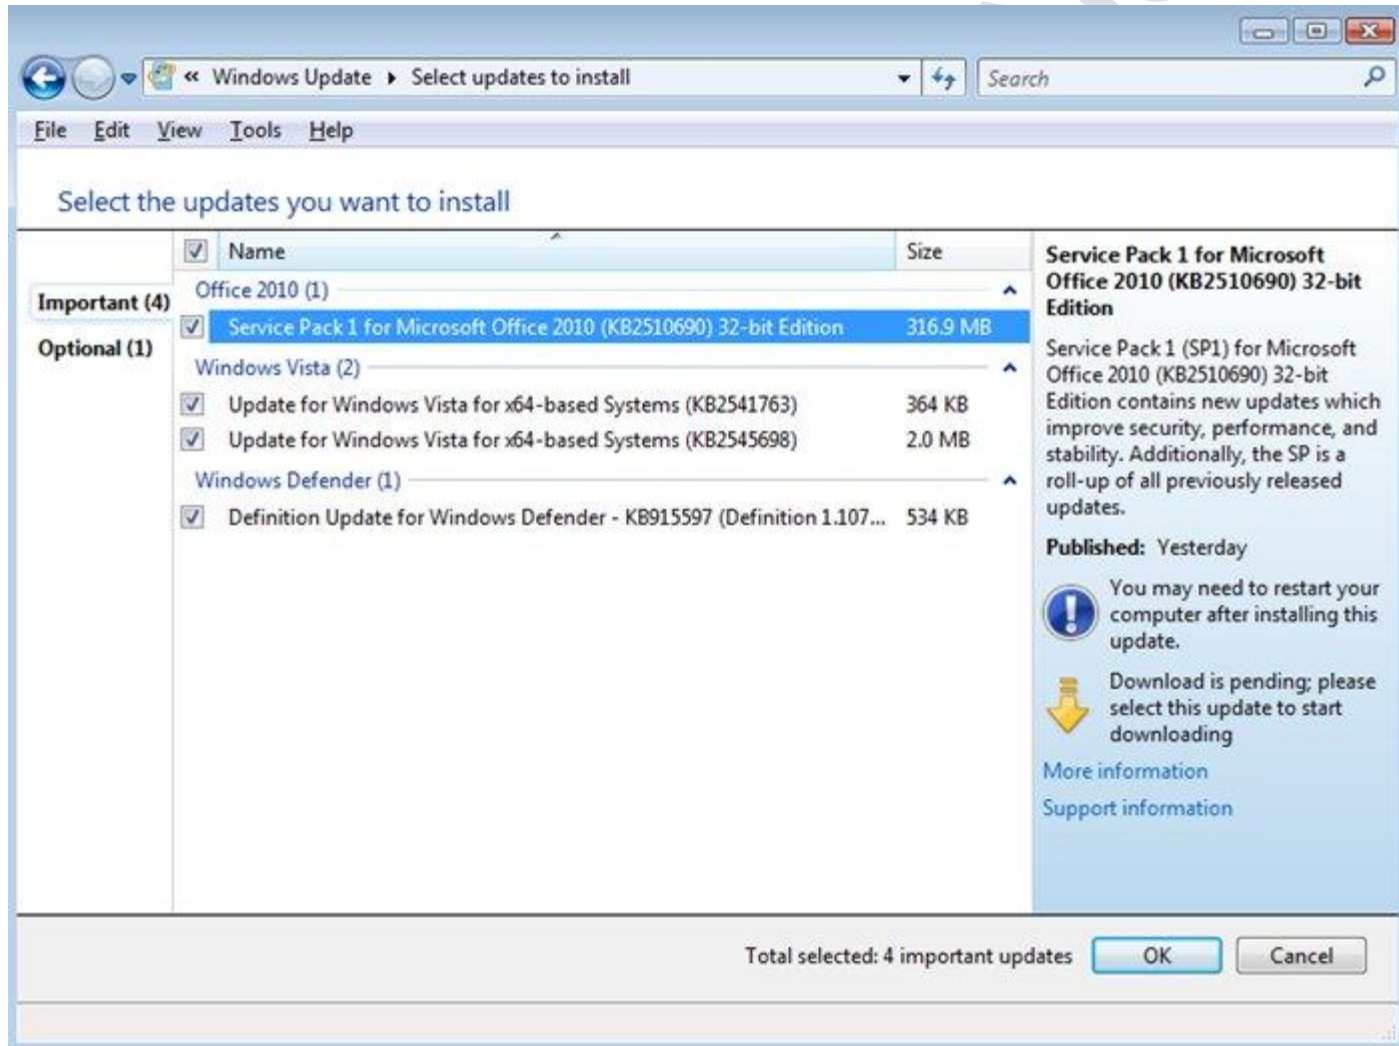 « Windows Update ▸ Select updates to install
Search
File Edit View Tools Help
Select the updates you want to install
Name Size
Important (4)
Optional (1)
Office 2010 (1)
Service Pack 1 for Microsoft Office 2010 (KB2510690) 32-bit Edition 316.9 MB
Windows Vista (2)
Update for Windows Vista for x64-based Systems (KB2541763) 364 KB
Update for Windows Vista for x64-based Systems (KB2545698) 2.0 MB
Windows Defender (1)
Definition Update for Windows Defender - KB915597 (Definition 1.107... 534 KB
Service Pack 1 for Microsoft
Office 2010 (KB2510690) 32-bit
Edition
Service Pack 1 (SP1) for Microsoft
Office 2010 (KB2510690) 32-bit
Edition contains new updates which
improve security, performance, and
stability. Additionally, the SP is a
roll-up of all previously released
updates.
Published: Yesterday
You may need to restart your
computer after installing this
update.
Download is pending; please
select this update to start
downloading
More information
Support information
Total selected: 4 important updates
OK
Cancel